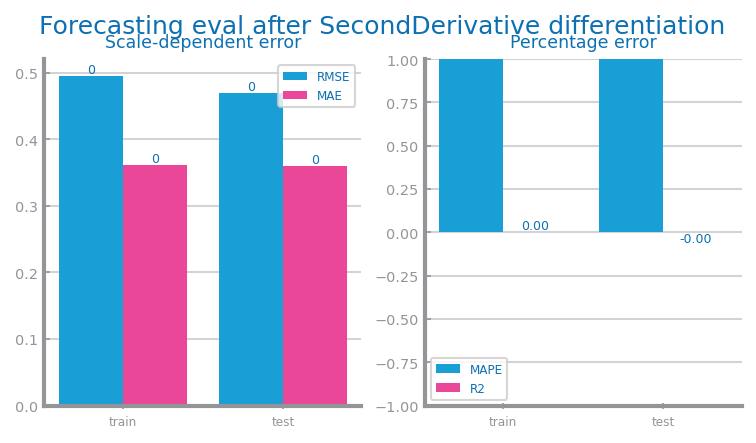 Forecasting eval after SecondDerivative differentiation
Scale-dependent error
0.5
0.4
0.3
0.2
0.1
0.0
0
0
0
0
RMSE
MAE
train
test
Percentage error
1.00
0.75
0.50
0.25
0.00
−0.25
−0.50
−0.75
−1.00
0.00
-0.00
MAPE
R2
train
test